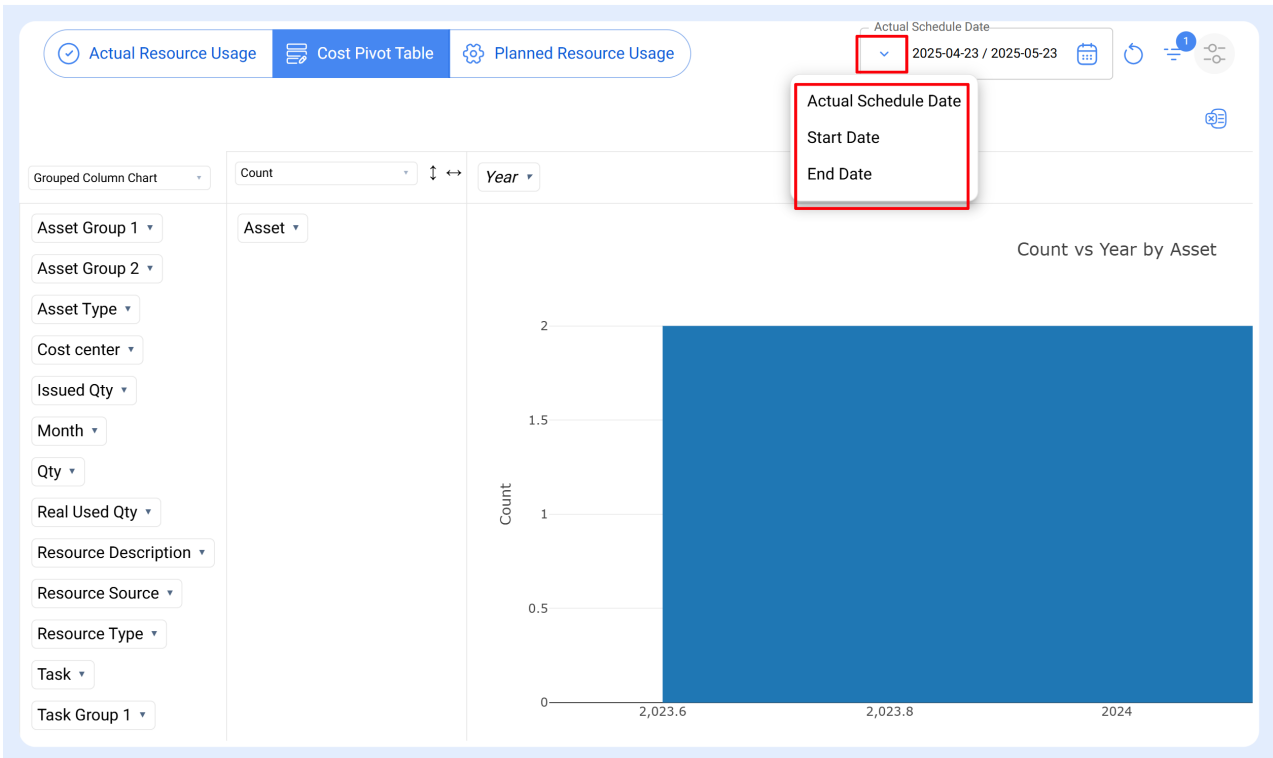 Actual Schedule Date
Actual Resource Usage
Cost Pivot Table
Planned Resource Usage
2025-04-23 / 2025-05-23
1
Actual Schedule Date
Start Date
End Date
Grouped Column Chart
Count
Year
Asset Group 1
Asset Group 2
Asset Type
Cost center
Issued Qty
Month
Qty
Real Used Qty
Resource Description
Resource Source
Resource Type
Task
Task Group 1
Asset
Count vs Year by Asset
2
1.5
1
0.5
0
Count
2,023.6
2,023.8
2024